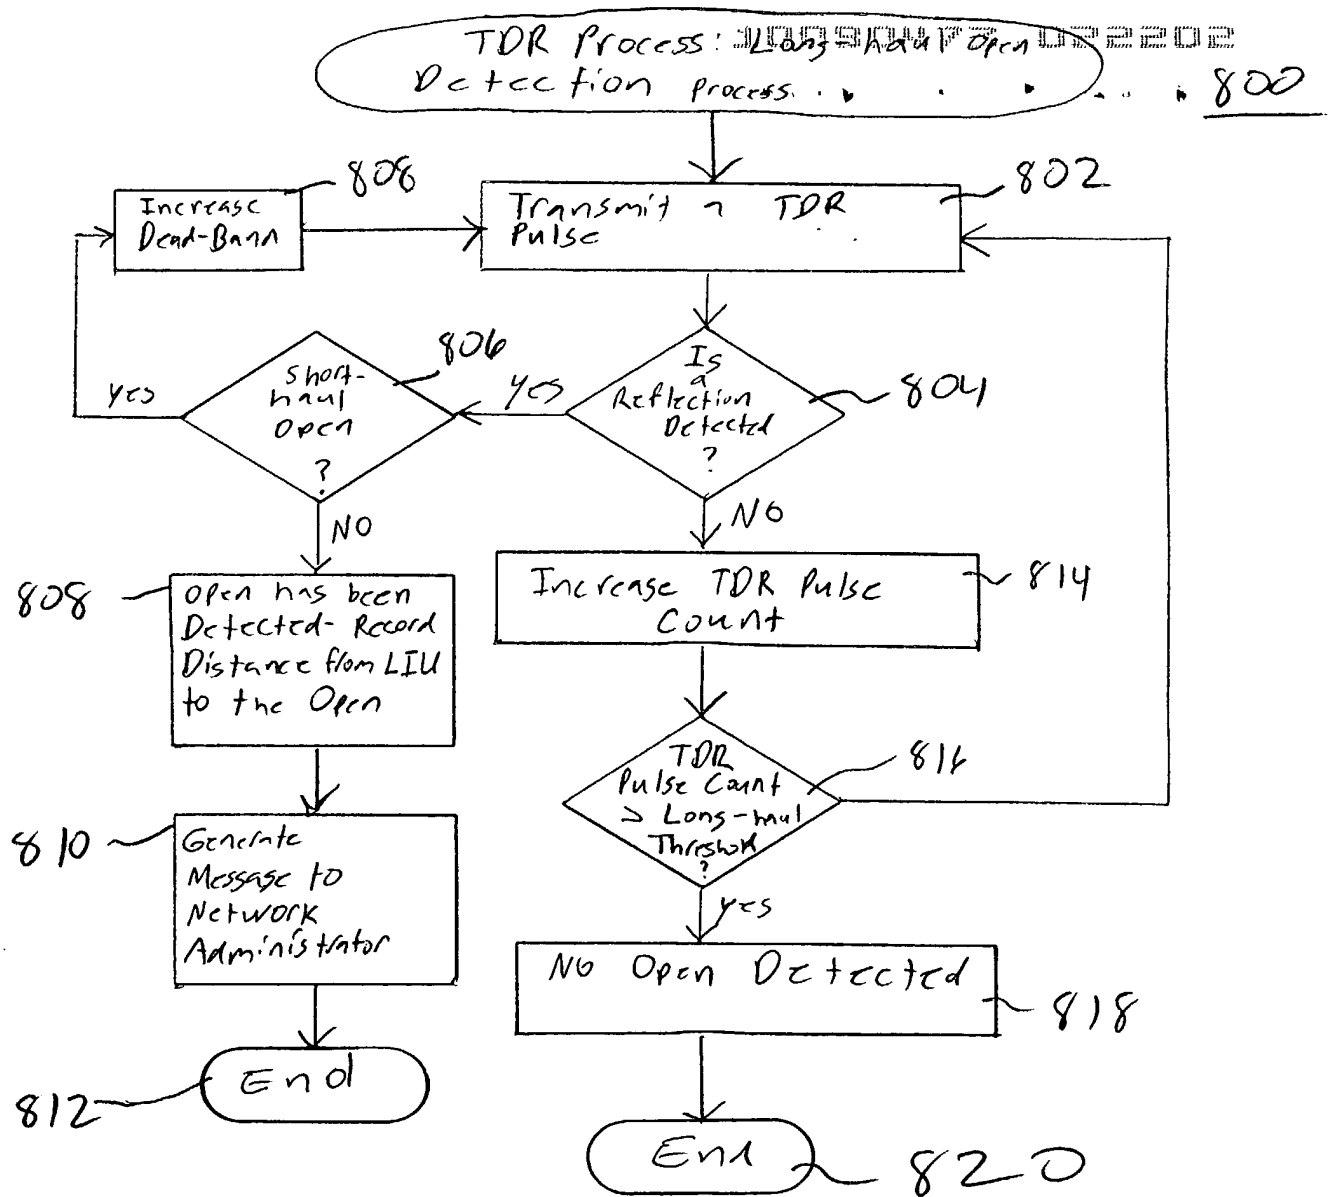 TDR Process: Long-haul Open
Detection Process
022202
800
808
Increase
Dead-Band
802
Transmit a TDR
Pulse
806
Short-
haul
Open
?
Yes
Yes
Is
a
Reflection
Detected
?
804
NO
NO
808
Open has been
Detected- Record
Distance from LIU
to the Open
Increase TDR Pulse
Count
814
TDR
Pulse Count
> Long-haul
Threshold
?
816
810
Generate
Message to
Network
Administrator
Yes
No Open Detected
818
812
End
End
820